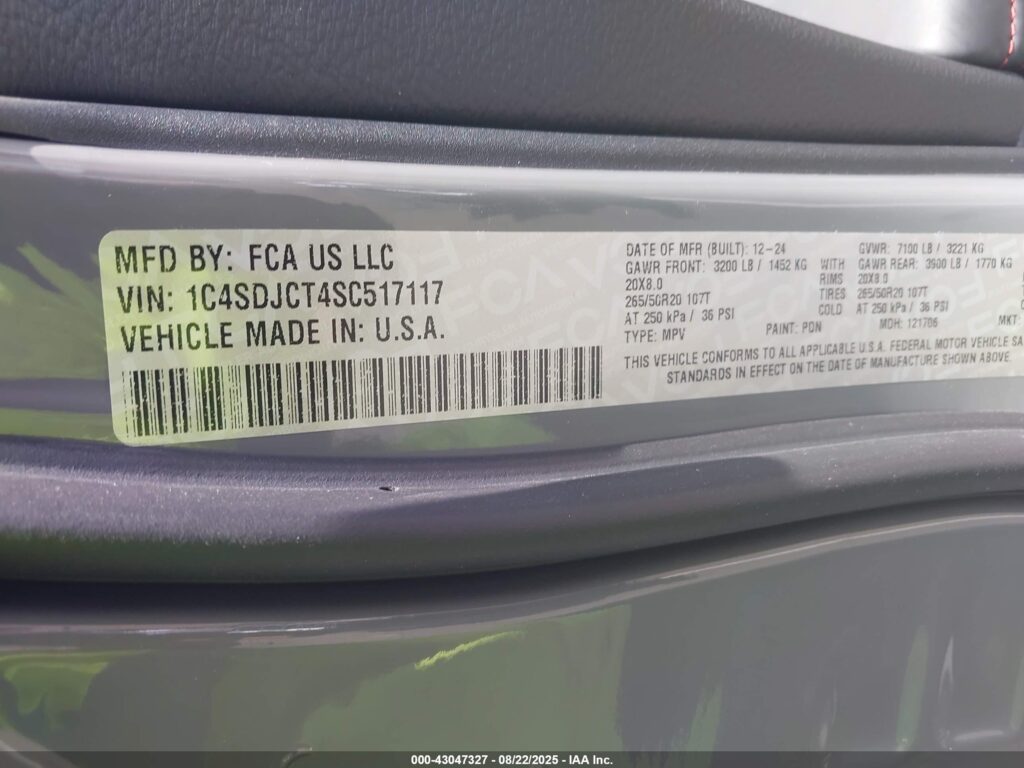 MFD BY: FCA US LLC
VIN: 1C4SDJCT4SC517117
VEHICLE MADE IN: U.S.A.
DATE OF MFR (BUILT): 12-24 GVWR: 7100 LB / 3221 KG
GAWR FRONT: 3200 LB / 1452 KG WITH GAWR REAR: 3900 LB / 1770 KG
20X8.0 RIMS 20X8.0
265/50R20 107T TIRES 265/50R20 107T
AT 250 kPa / 36 PSI COLD AT 250 kPa / 36 PSI
TYPE: MPV PAINT: PDN MDH: 121706 MKT:
THIS VEHICLE CONFORMS TO ALL APPLICABLE U.S.A. FEDERAL MOTOR VEHICLE SA
STANDARDS IN EFFECT ON THE DATE OF MANUFACTURE SHOWN ABOVE.
000-43047327 - 08/22/2025 - IAA Inc.